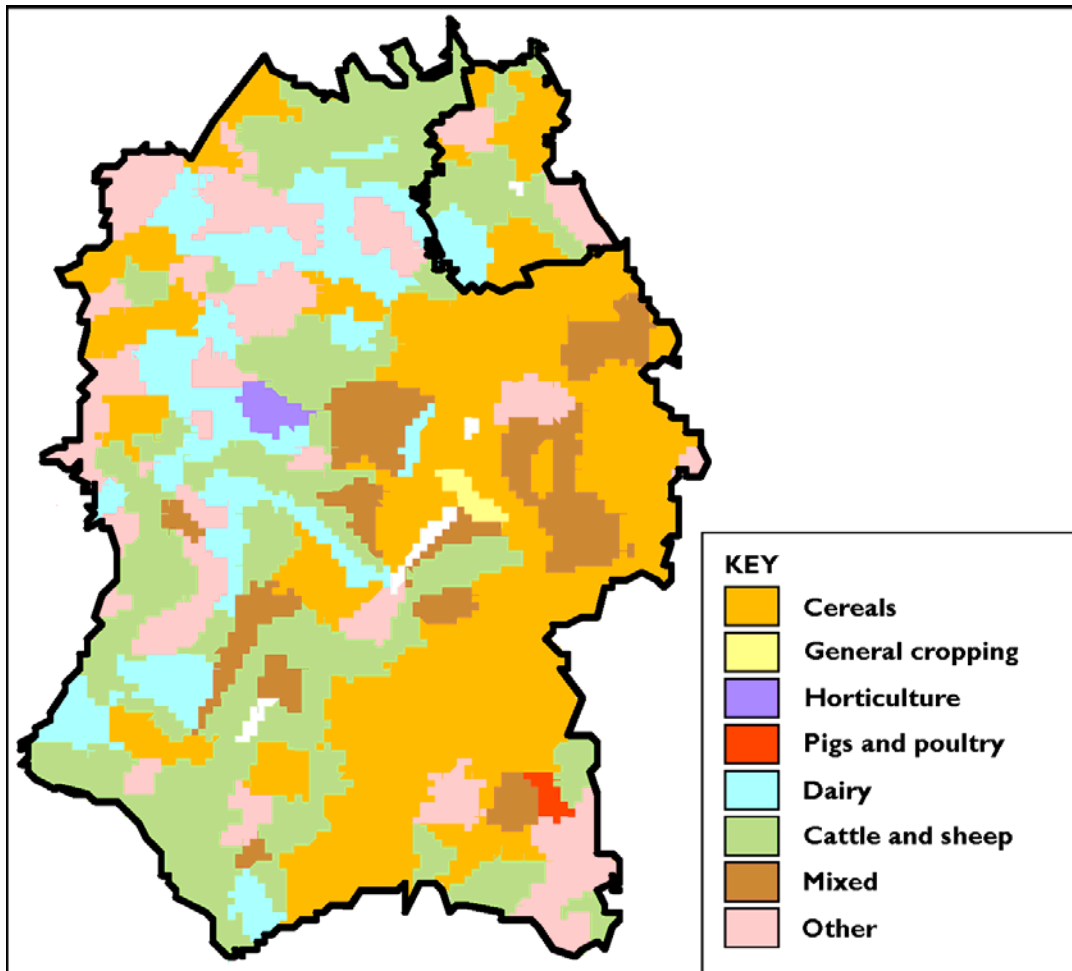 KEY
Cereals
General cropping
Horticulture
Pigs and poultry
Dairy
Cattle and sheep
Mixed
Other